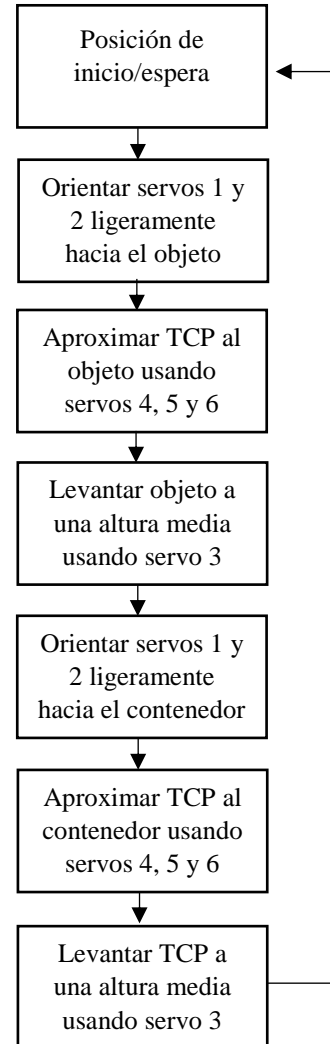 Posición de
inicio/espera
Orientar servos 1 y
2 ligeramente
hacia el objeto
Aproximar TCP al
objeto usando
servos 4, 5 y 6
Levantar objeto a
una altura media
usando servo 3
Orientar servos 1 y
2 ligeramente
hacia el contenedor
Aproximar TCP al
contenedor usando
servos 4, 5 y 6
Levantar TCP a
una altura media
usando servo 3